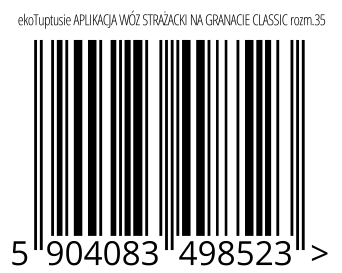 ekoTuptusie APLIKACJA WÓZ STRAŻACKI NA GRANACIE CLASSIC rozm.35
5 904083 498523 >